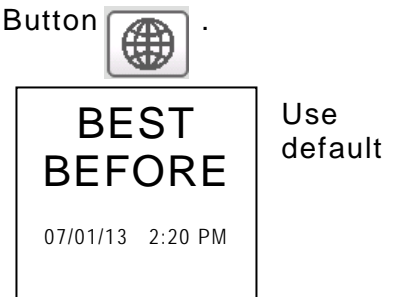 Button .
BEST
BEFORE
07/01/13 2:20 PM
Use
default